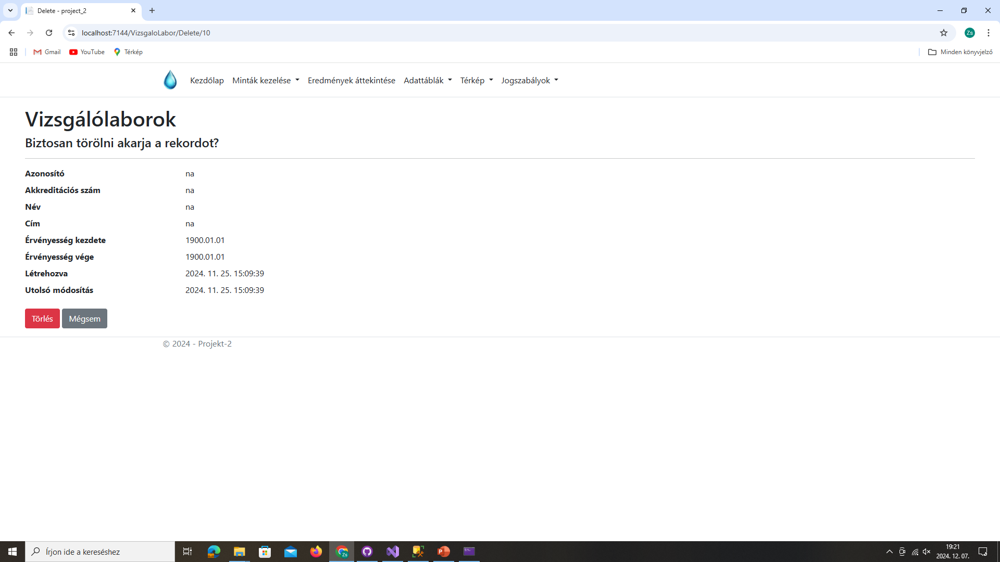 Delete - project_2
localhost:7144/VizsgaloLabor/Delete/10
Zs
Gmail YouTube Térkép Minden könyvjelző
Kezdőlap Minták kezelése Eredmények áttekintése Adattáblák Térkép Jogszabályok
Vizsgálólaborok
Biztosan törölni akarja a rekordot?
Azonosító na
Akkreditációs szám na
Név na
Cím na
Érvényesség kezdete 1900.01.01
Érvényesség vége 1900.01.01
Létrehozva 2024. 11. 25. 15:09:39
Utolsó módosítás 2024. 11. 25. 15:09:39
Törlés Mégsem
© 2024 - Projekt-2
Írjon ide a kereséshez
Zs
19:21
2024. 12. 07.